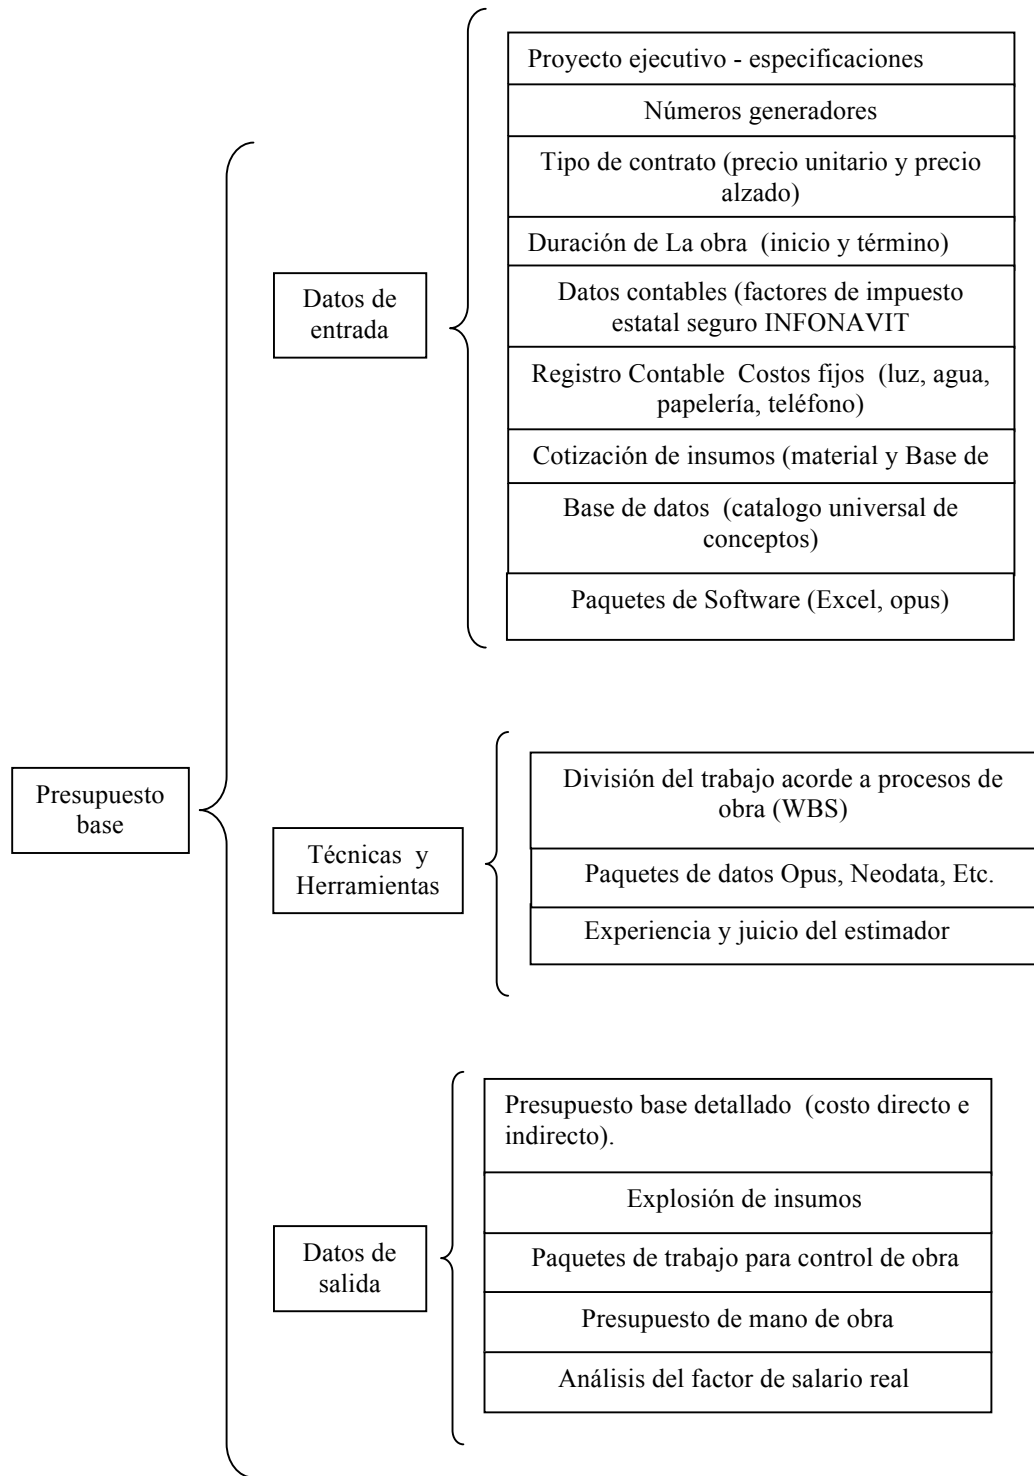 Proyecto ejecutivo - especificaciones
Números generadores
Tipo de contrato (precio unitario y precio
alzado)
Duración de La obra (inicio y término)
Datos de
entrada
Datos contables (factores de impuesto
estatal seguro INFONAVIT
Registro Contable Costos fijos (luz, agua,
papelería, teléfono)
Cotización de insumos (material y Base de
Base de datos (catalogo universal de
conceptos)
Paquetes de Software (Excel, opus)
Presupuesto
base
Técnicas y
Herramientas
División del trabajo acorde a procesos de
obra (WBS)
Paquetes de datos Opus, Neodata, Etc.
Experiencia y juicio del estimador
Datos de
salida
Presupuesto base detallado (costo directo e
indirecto).
Explosión de insumos
Paquetes de trabajo para control de obra
Presupuesto de mano de obra
Análisis del factor de salario real